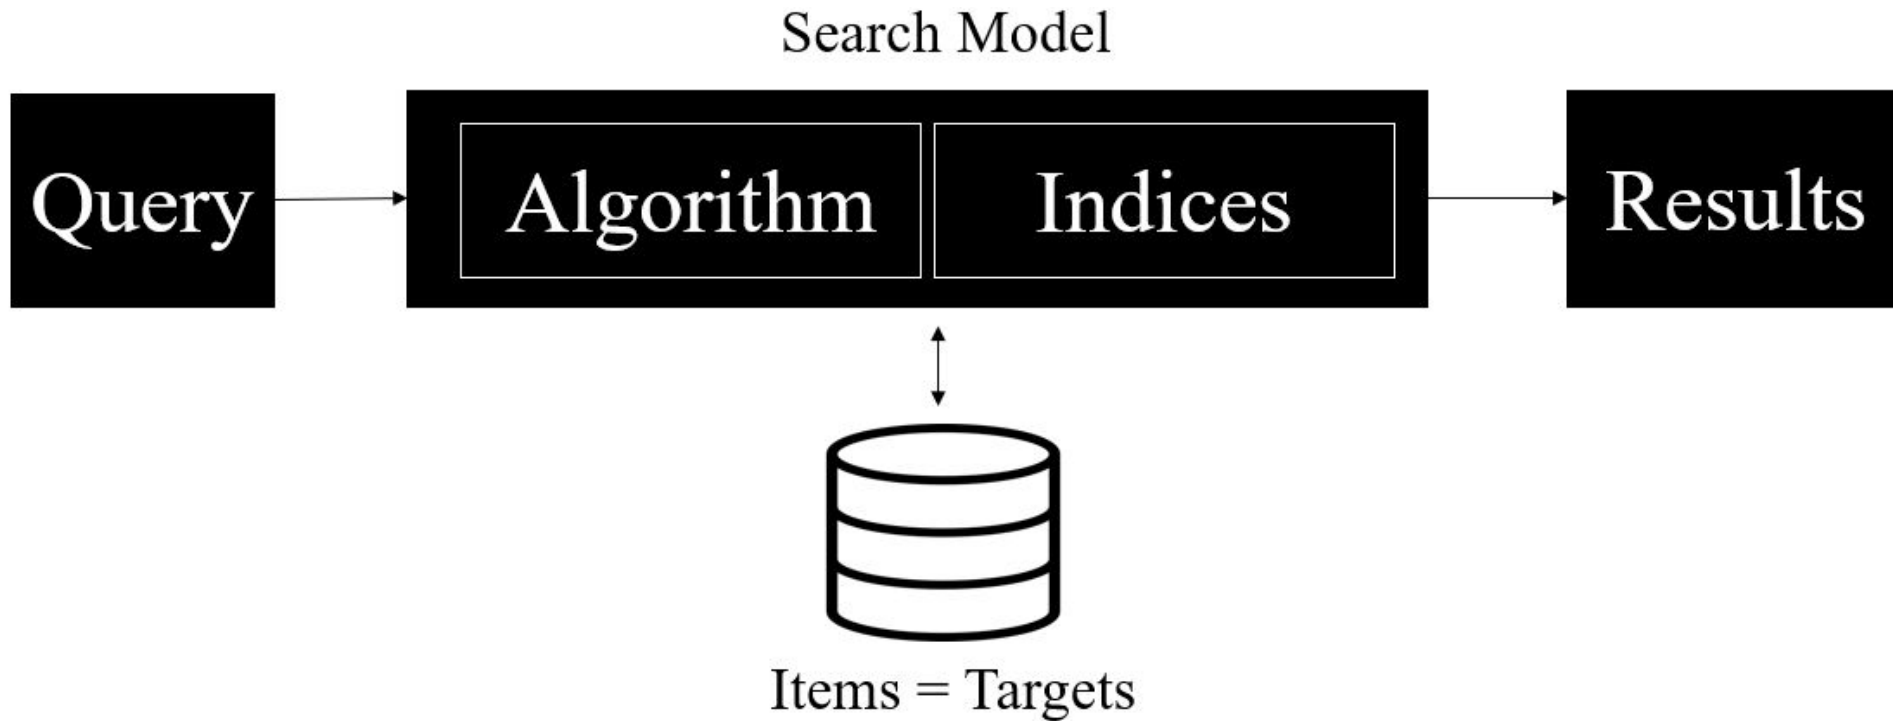 Search Model
Query
Algorithm
Indices
Results
Items = Targets